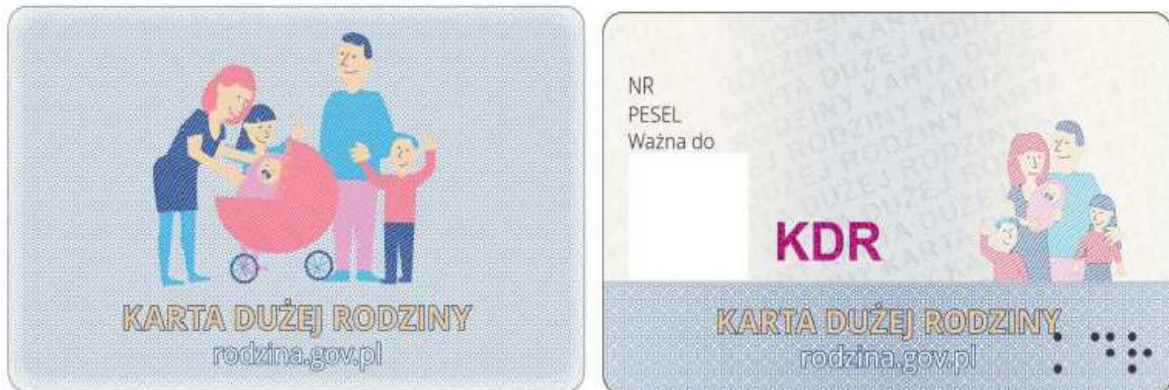 KARTA DUŻEJ RODZINY
rodzina.gov.pl
NR
PESEL
Ważna do
KDR
KARTA DUŻEJ RODZINY
rodzina.gov.pl